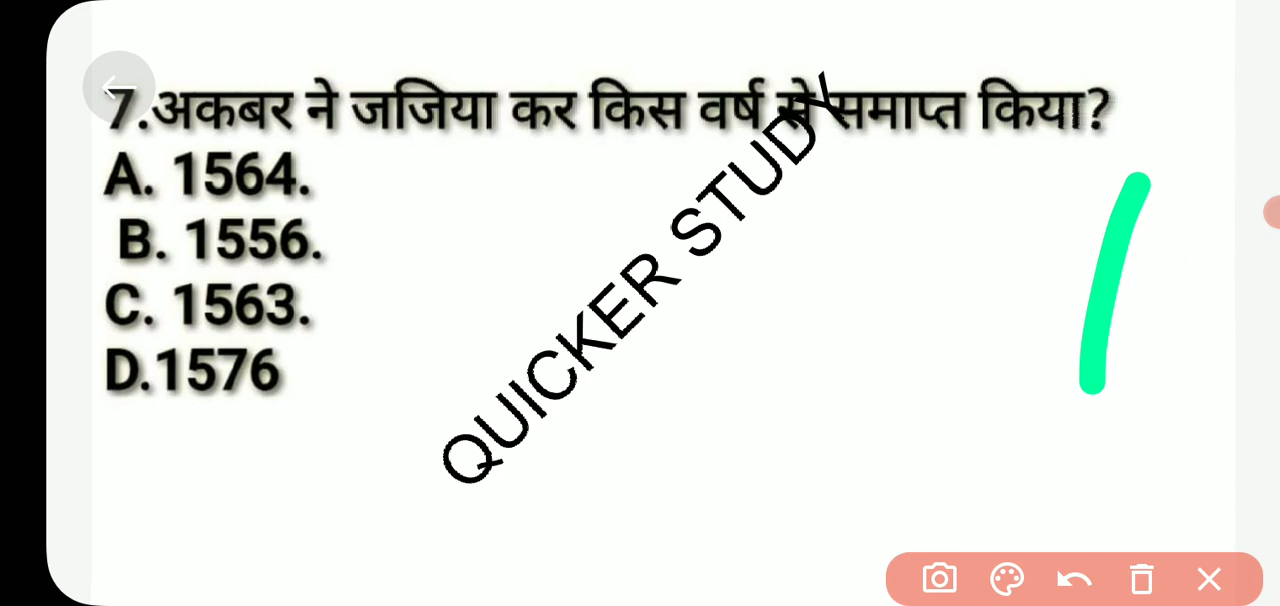 7.अकबर ने जजिया कर किस वर्ष से समाप्त किया?
A. 1564.
B. 1556.
C. 1563.
D.1576
QUICKER STUDY